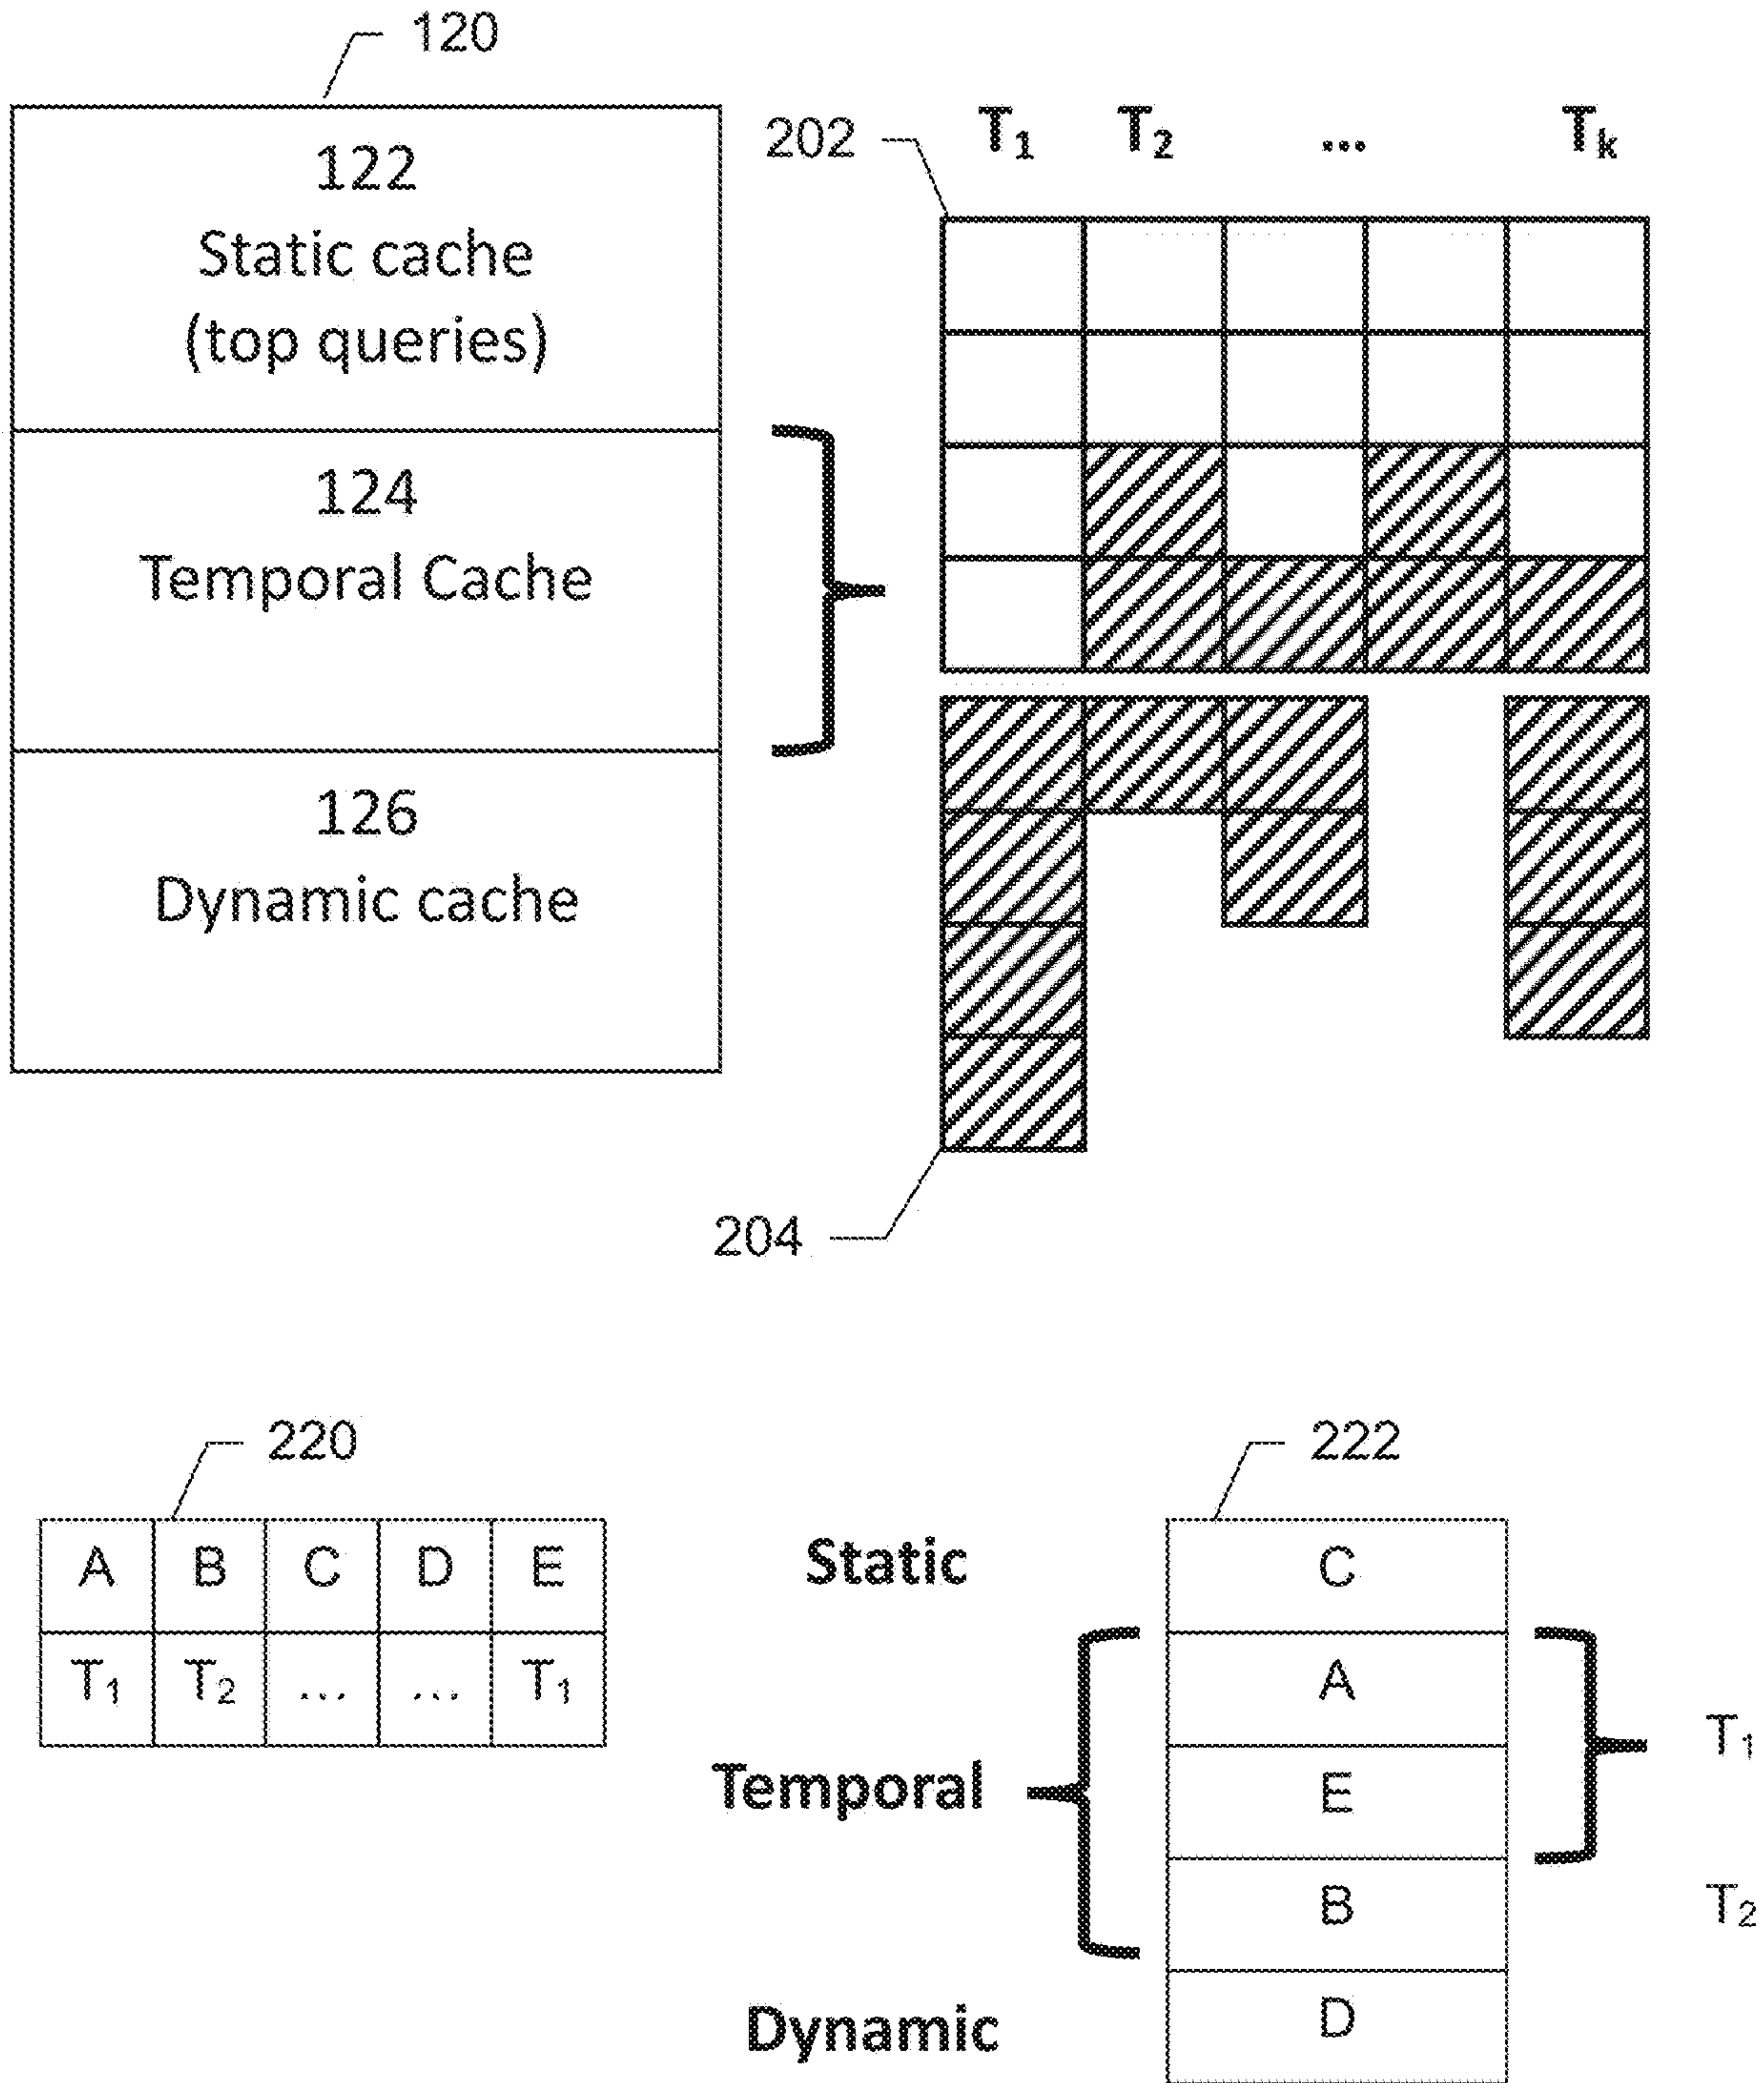 120
122
Static cache
(top queries)
124
Temporal Cache
126
Dynamic cache
202
T1 T2 ... Tk
204
220
A B C D E
T1 T2 ... ... T1
222
Static
C
A
T1
Temporal
E
B
T2
Dynamic
D